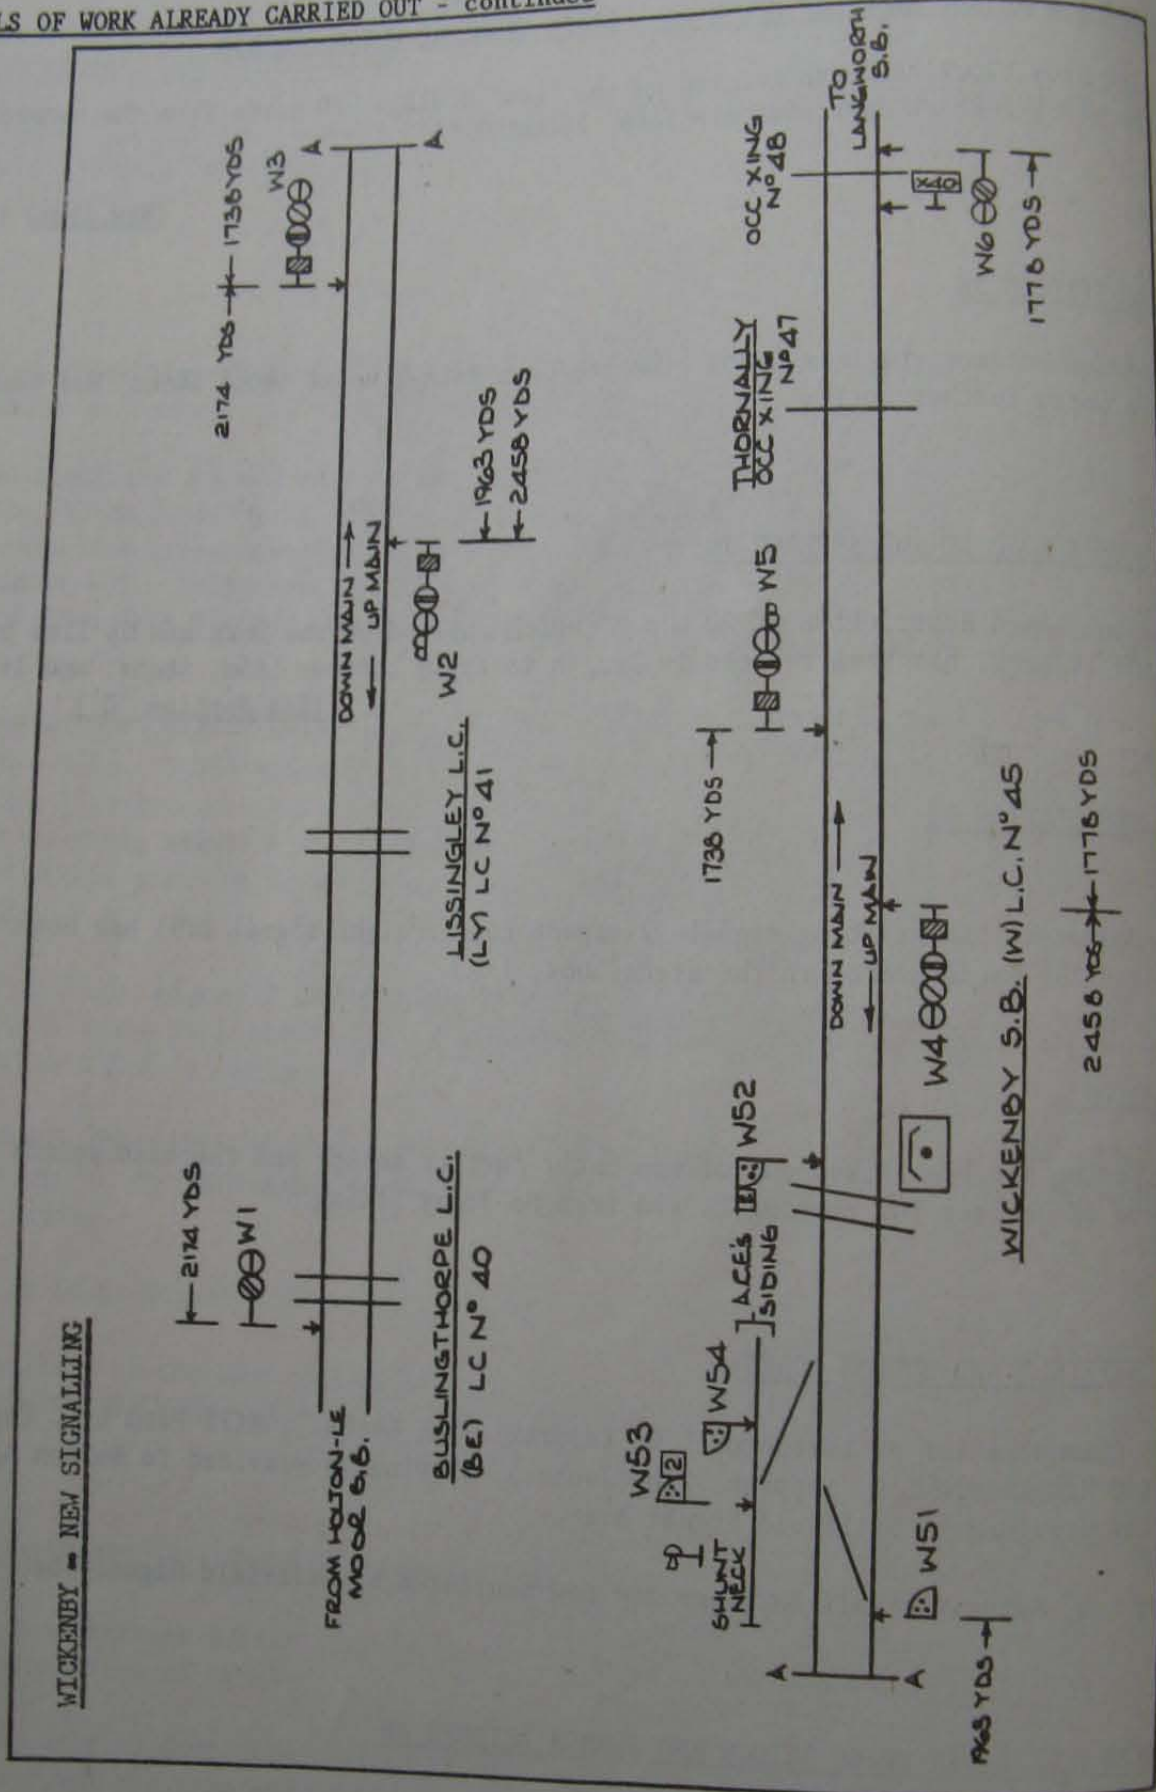 LS OF WORK ALREADY CARRIED OUT - continued
WICKENBY - NEW SIGNALLING
2174 YDS
W1
FROM HOLTON-LE
MOOR S.B.
BUSLINGTHORPE L.C.
(BE) LC Nº 40
DOWN MAIN
UP MAIN
LISSINGLEY L.C.
(LY) LC Nº 41
W2
1963 YDS
2458 YDS
2174 YDS
1738 YDS
W3
A
A
A
A
1963 YDS
W51
SHUNT
NECK
W53
2
W54
ACE'S
SIDING
W52
WICKENBY S.B. (W) L.C. Nº 45
DOWN MAIN
UP MAIN
W4
2458 YDS
1778 YDS
1738 YDS
W5
THORNALLY
OCC XING
Nº 47
OCC XING
Nº 48
TO
LANGWORTH
S.B.
W6
1778 YDS